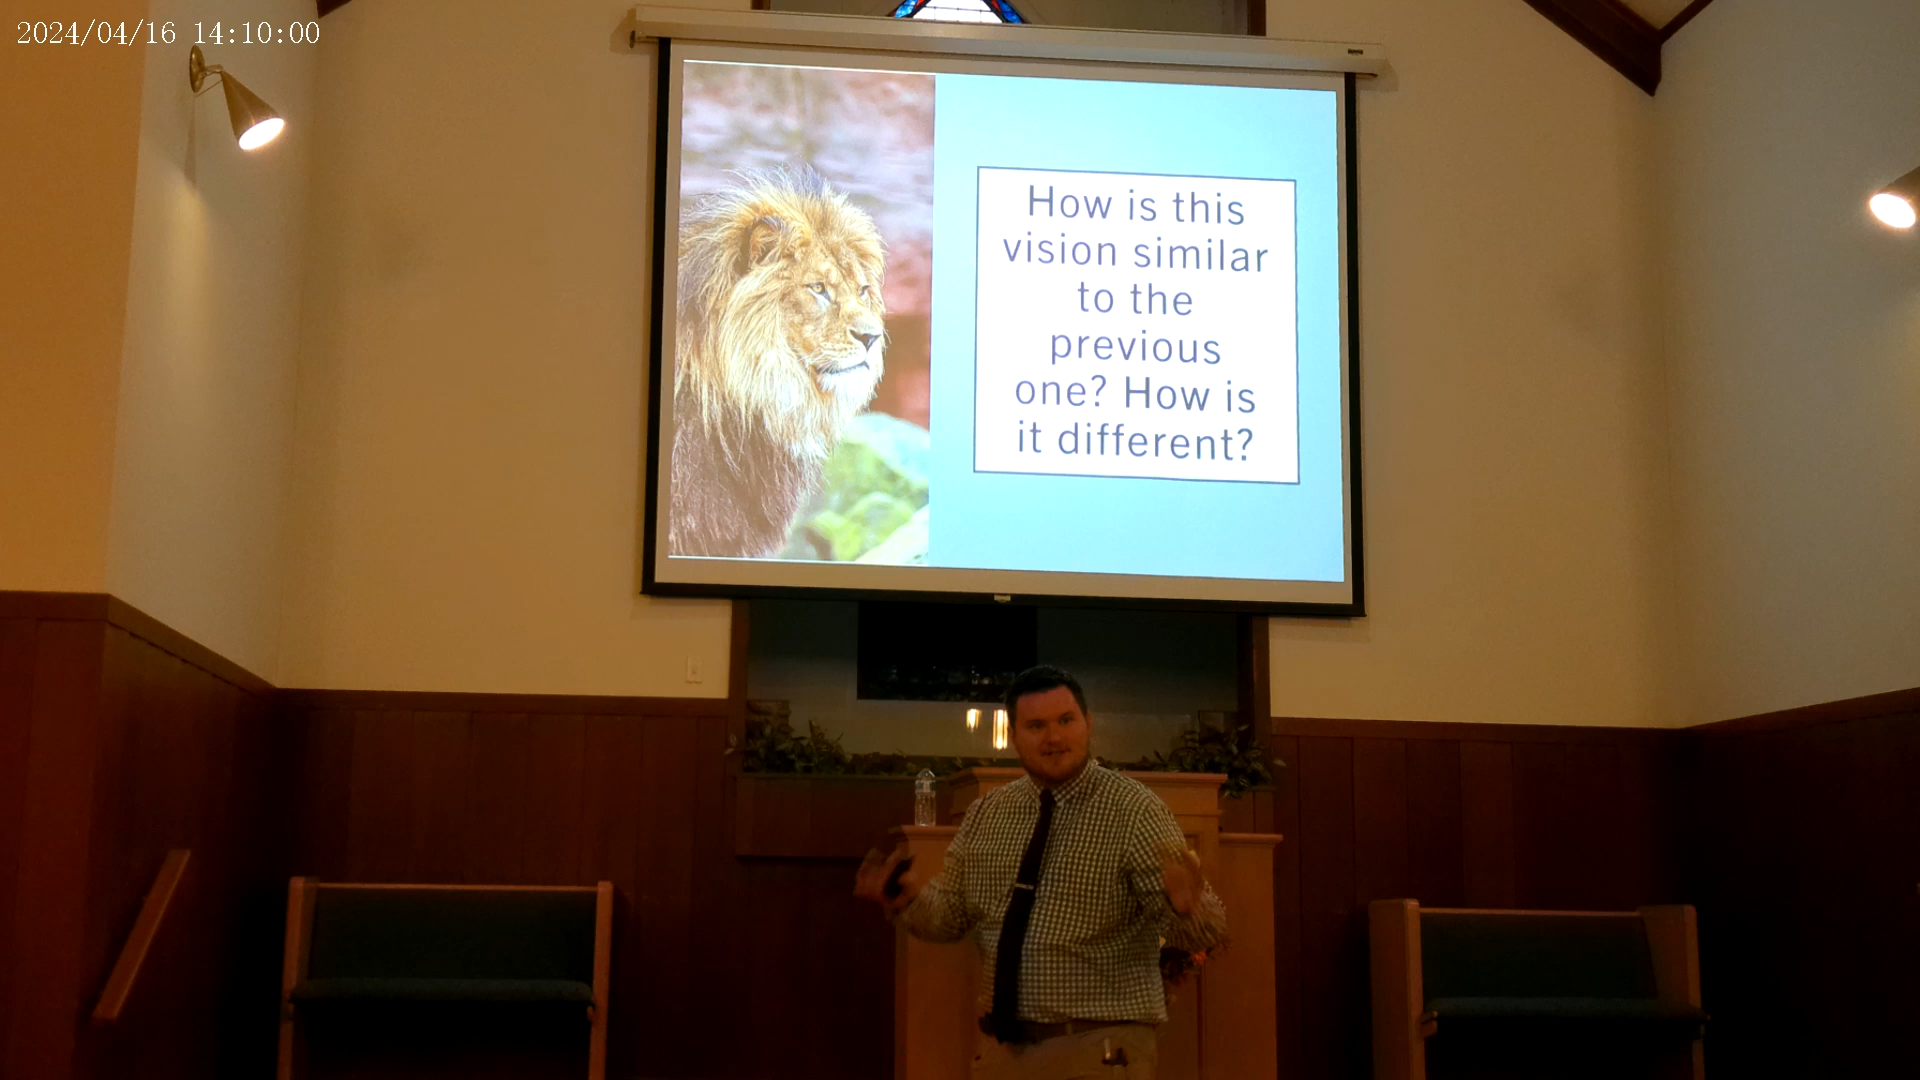 2024/04/16 14:10:00
How is this
vision similar
to the
previous
one? How is
it different?